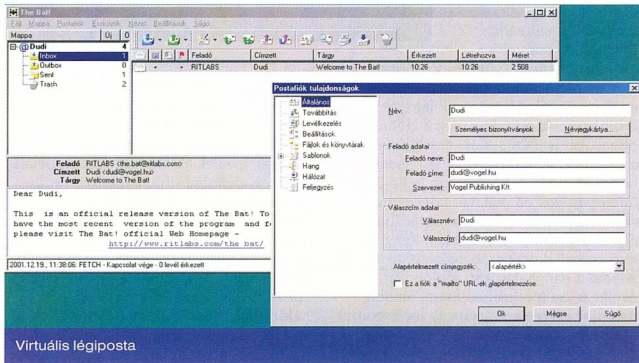 The Bat!
Fájl Mappa Postafiók Eszközök Nézet Beállítások Súgó
Mappa Új Ö
Dudi 4
Inbox 1
Outbox 0
Sent 1
Trash 2
Feladó Címzett Tárgy Érkezett Létrehozva Méret
RITLABS Dudi Welcome to The Bat! 10:26 10:26 2 508
Feladó RITLABS <the.bat@ritlabs.com>
Címzett Dudi <dudi@vogel.hu>
Tárgy Welcome to The Bat!
Dear Dudi,
This is an official release version of The Bat! To
have the most recent version of the program and
please visit The Bat! official Web Homepage -
http://www.ritlabs.com/the_bat/
2001.12.19., 11:38:06: FETCH - Kapcsolat vége - 0 levél érkezett
Postafiók tulajdonságok
Általános
Továbbítás
Levélkezelés
Beállítások
Fájlok és könyvtárak
Sablonok
Hang
Hálózat
Feljegyzés
Név: Dudi
Személyes bizonyítványok Névjegykártya...
Feladó adatai
Feladó neve: Dudi
Feladó címe: dudi@vogel.hu
Szervezet: Vogel Publishing Kft
Válaszcím adatai
Válasznév: Dudi
Válaszcím: dudi@vogel.hu
Alapértelmezett címjegyzék: <alapérték>
Ez a fiók a "mailto" URL-ek alapértelmezése
Ok Mégse Súgó
Virtuális légiposta